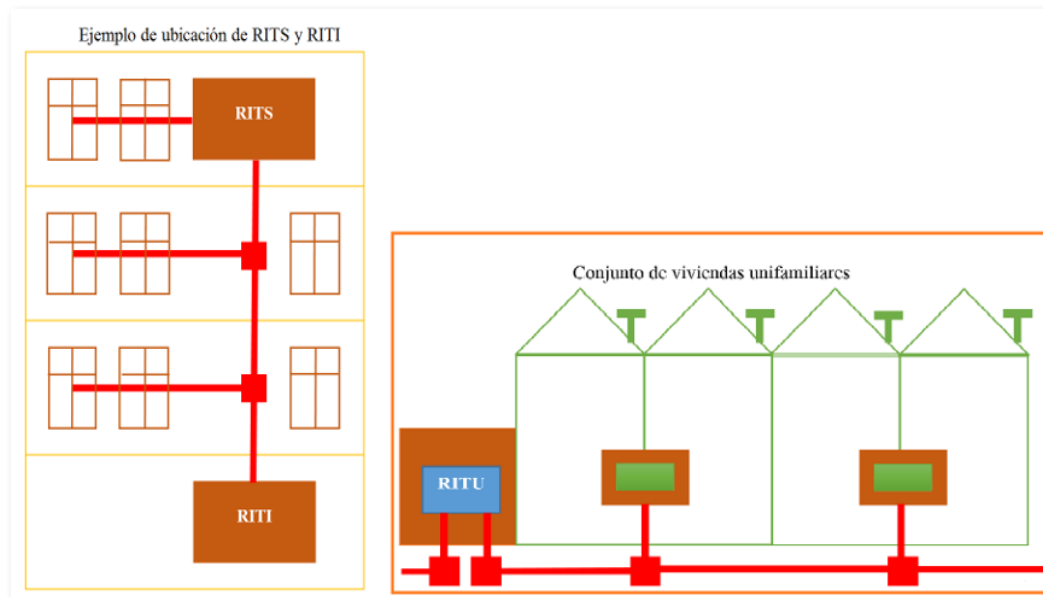 Ejemplo de ubicación de RITS y RITI
RITS
RITI
Conjunto de viviendas unifamiliares
RITU